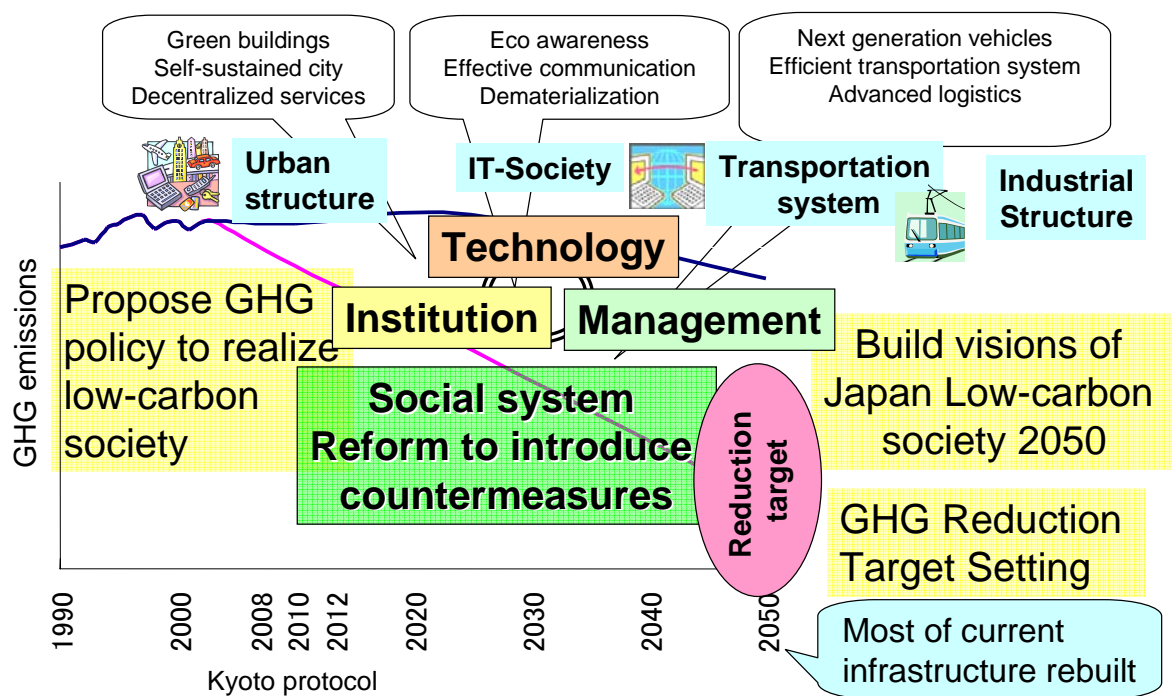 Green buildings
Self-sustained city
Decentralized services
Eco awareness
Effective communication
Dematerialization
Next generation vehicles
Efficient transportation system
Advanced logistics
Urban
structure
IT-Society
Transportation
system
Industrial
Structure
Technology
Institution
Management
GHG emissions
Propose GHG
policy to realize
low-carbon
society
Social system
Reform to introduce
countermeasures
Reduction
target
Build visions of
Japan Low-carbon
society 2050
GHG Reduction
Target Setting
Most of current
infrastructure rebuilt
1990
2000
2008
2010
2012
2020
2030
2040
2050
Kyoto protocol